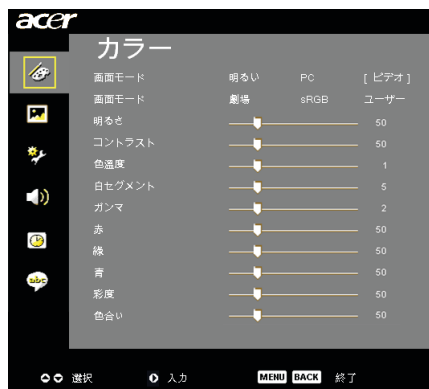 acer
カラー
画面モード 明るい PC [ ビデオ ]
画面モード 劇場 sRGB ユーザー
明るさ 50
コントラスト 50
色温度 1
白セグメント 5
ガンマ 2
赤 50
緑 50
青 50
彩度 50
色合い 50
abc
選択 入力 MENU BACK 終了